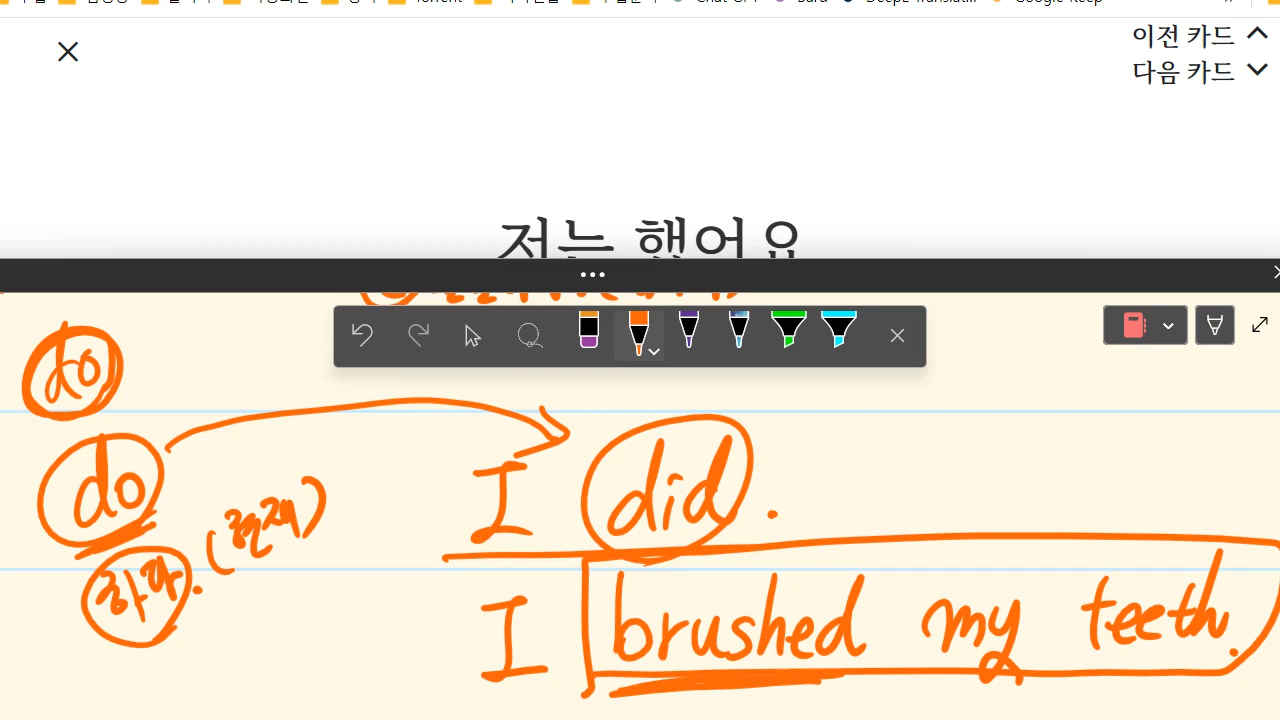 이전 카드
다음 카드
저는 했어요
do
do
하다. (현재)
I did.
I brushed my teeth.